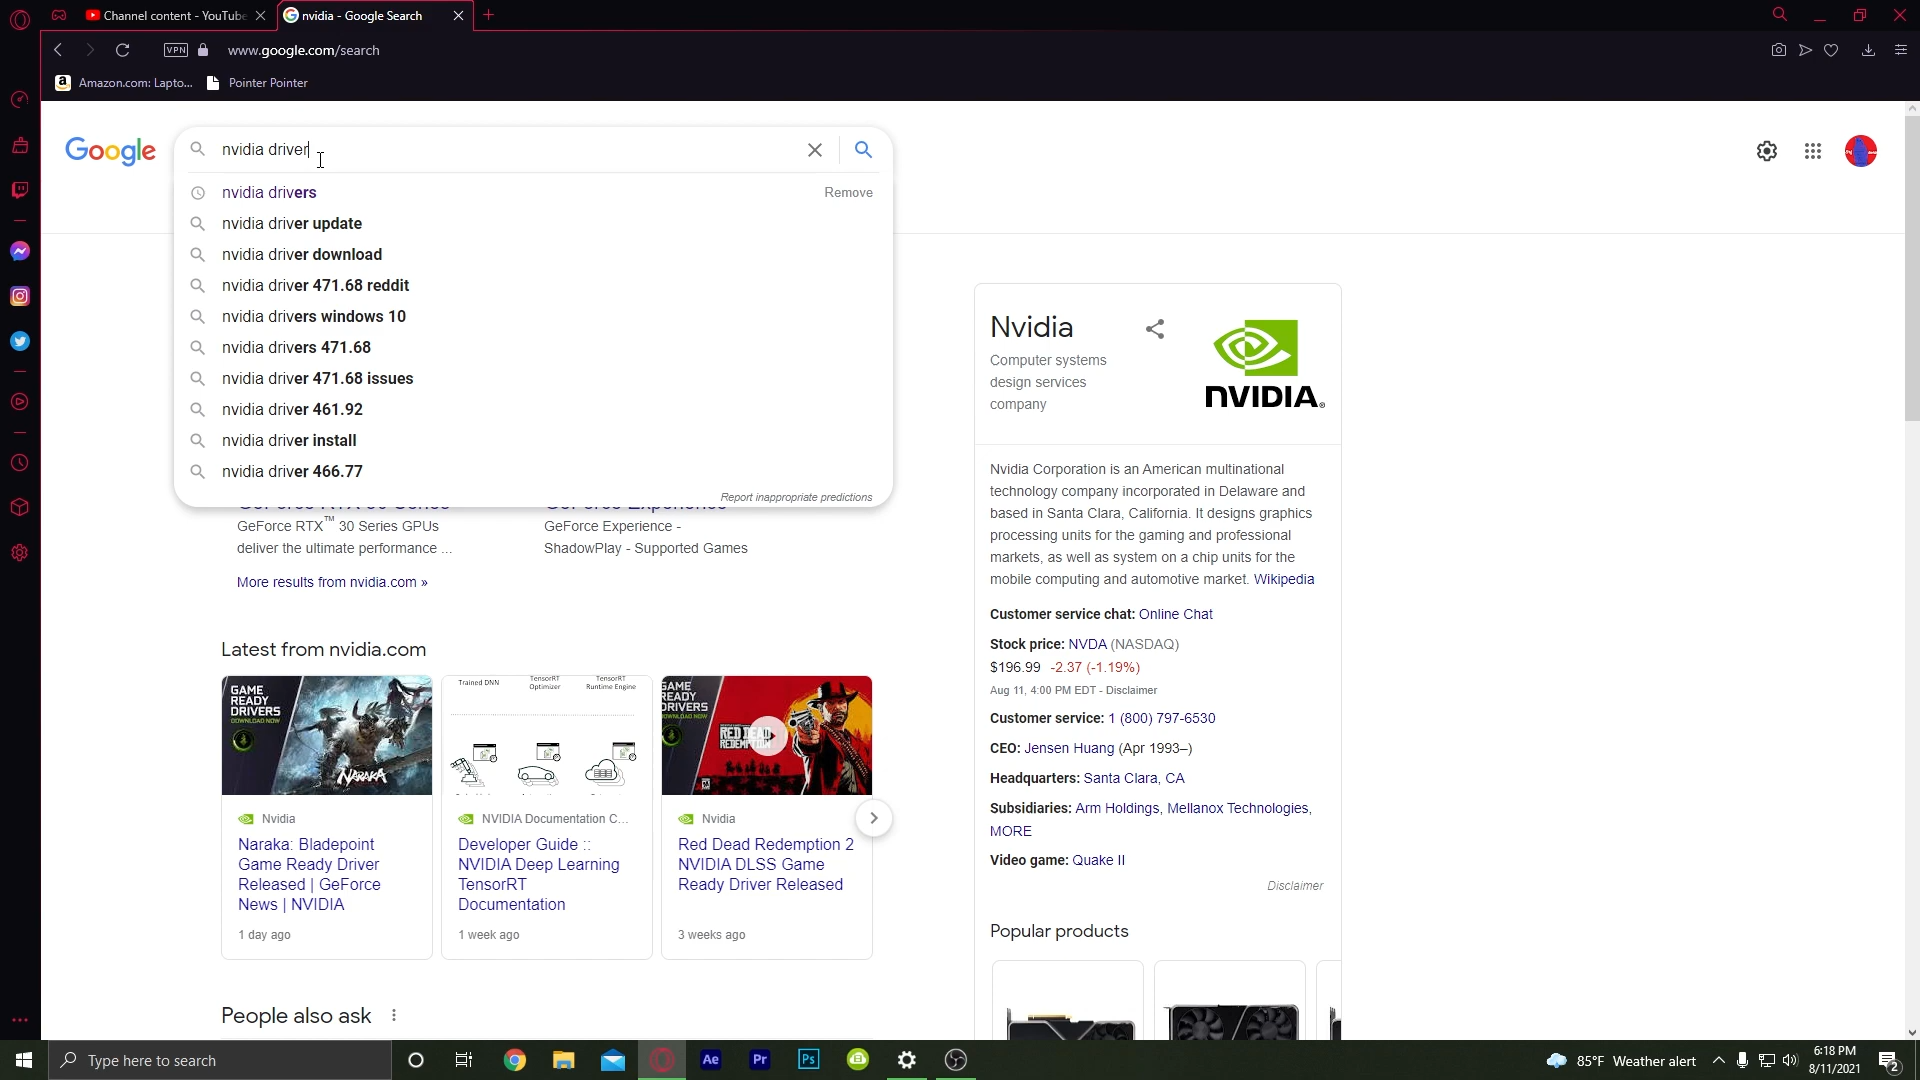 Channel content - YouTube
nvidia - Google Search
VPN
www.google.com/search
Amazon.com: Lapto...
Pointer Pointer
Google
nvidia driver
nvidia drivers
Remove
nvidia driver update
nvidia driver download
nvidia driver 471.68 reddit
nvidia drivers windows 10
nvidia drivers 471.68
nvidia driver 471.68 issues
nvidia driver 461.92
nvidia driver install
nvidia driver 466.77
Report inappropriate predictions
GeForce RTX™ 30 Series GPUs
deliver the ultimate performance ...
GeForce Experience -
ShadowPlay - Supported Games
More results from nvidia.com »
Latest from nvidia.com
GAME
READY
DRIVERS
DOWNLOAD NOW
NARAKA
Nvidia
Naraka: Bladepoint
Game Ready Driver
Released | GeForce
News | NVIDIA
1 day ago
Trained DNN
TensorRT
Optimizer
TensorRT
Runtime Engine
NVIDIA Documentation C...
Developer Guide ::
NVIDIA Deep Learning
TensorRT
Documentation
1 week ago
GAME
READY
DRIVERS
DOWNLOAD NOW
RED DEAD
REDEMPTION
Nvidia
Red Dead Redemption 2
NVIDIA DLSS Game
Ready Driver Released
3 weeks ago
People also ask
Nvidia
Computer systems
design services
company
NVIDIA.
Nvidia Corporation is an American multinational
technology company incorporated in Delaware and
based in Santa Clara, California. It designs graphics
processing units for the gaming and professional
markets, as well as system on a chip units for the
mobile computing and automotive market. Wikipedia
Customer service chat: Online Chat
Stock price: NVDA (NASDAQ)
$196.99 -2.37 (-1.19%)
Aug 11, 4:00 PM EDT - Disclaimer
Customer service: 1 (800) 797-6530
CEO: Jensen Huang (Apr 1993–)
Headquarters: Santa Clara, CA
Subsidiaries: Arm Holdings, Mellanox Technologies,
MORE
Video game: Quake II
Disclaimer
Popular products
Type here to search
Ae
Pr
Ps
85°F Weather alert
6:18 PM
8/11/2021
2